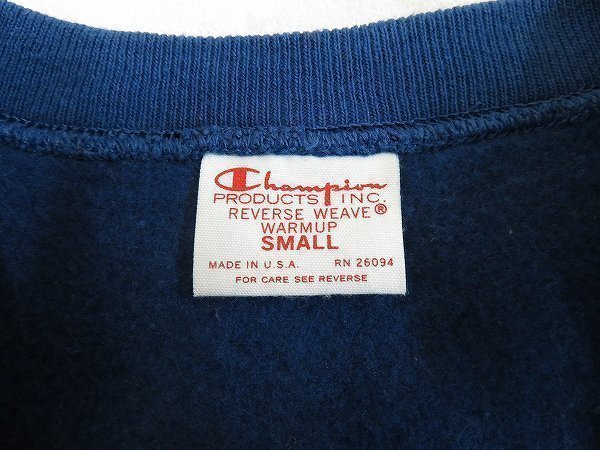 Champion
PRODUCTS INC.
REVERSE WEAVE®
WARMUP
SMALL
MADE IN U.S.A. RN 26094
FOR CARE SEE REVERSE